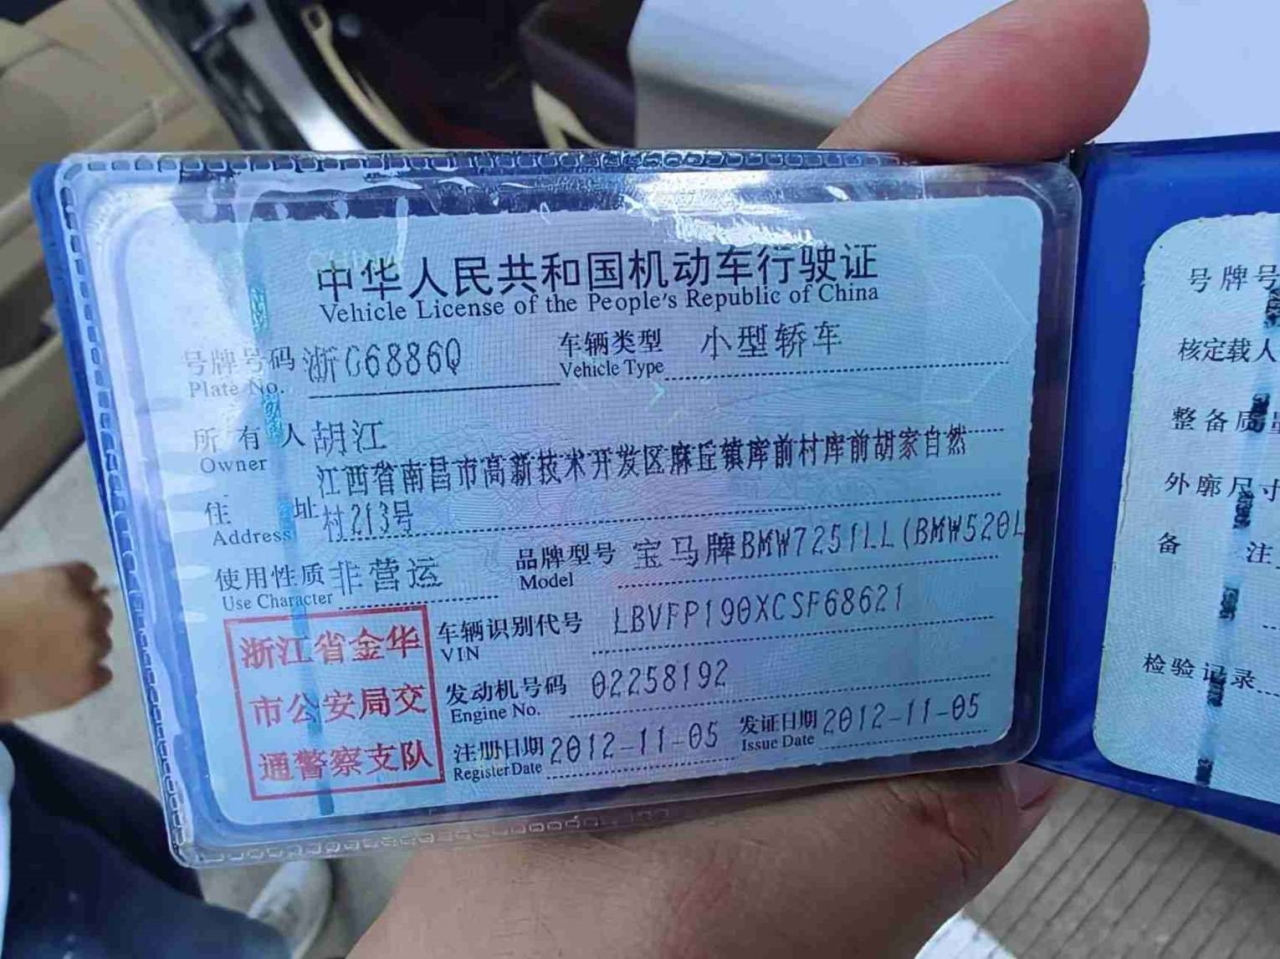 中华人民共和国机动车行驶证
Vehicle License of the People's Republic of China
号牌号码 浙G6886Q 车辆类型 小型轿车
Plate No. Vehicle Type
所有人 胡江
Owner
江西省南昌市高新技术开发区麻丘镇库前村库前胡家自然
住址 村213号
Address
使用性质 非营运 品牌型号 宝马牌BMW7251LL(BMW520L
Use Character Model
浙江省金华
市公安局交
通警察支队
车辆识别代号 LBVFP190XCSF68621
VIN
发动机号码 02258192
Engine No.
注册日期 2012-11-05 发证日期 2012-11-05
Register Date Issue Date
号牌号
核定载人
整备质量
外廓尺寸
备 注
检验记录